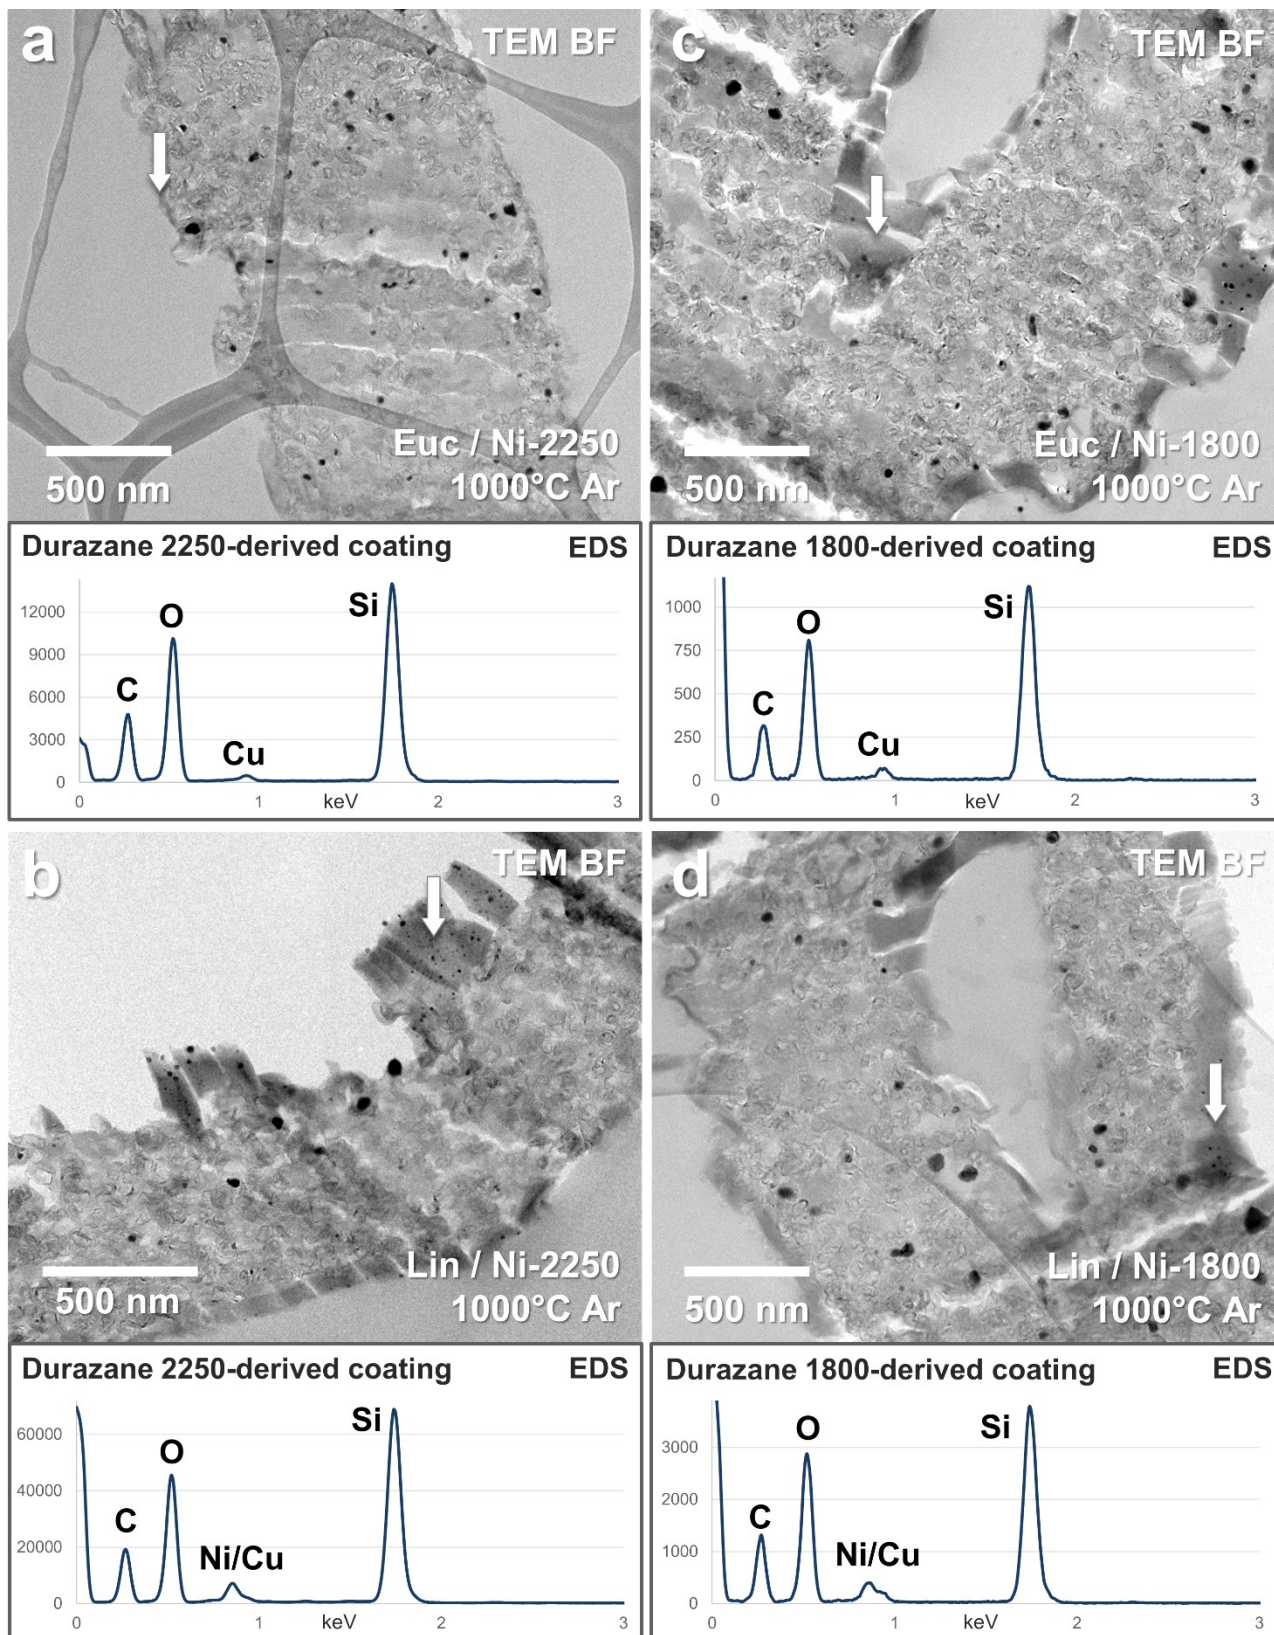 a
TEM BF
Euc / Ni-2250
500 nm
1000°C Ar
Durazane 2250-derived coating
EDS
12000
9000
6000
3000
0
C
O
Cu
Si
0
1
keV
2
3
c
TEM BF
Euc / Ni-1800
500 nm
1000°C Ar
Durazane 1800-derived coating
EDS
1000
750
500
250
0
C
O
Cu
Si
0
1
keV
2
3
b
TEM BF
Lin / Ni-2250
500 nm
1000°C Ar
Durazane 2250-derived coating
EDS
60000
40000
20000
0
C
O
Ni/Cu
Si
0
1
keV
2
3
d
TEM BF
Lin / Ni-1800
500 nm
1000°C Ar
Durazane 1800-derived coating
EDS
3000
2000
1000
0
C
O
Ni/Cu
Si
0
1
keV
2
3